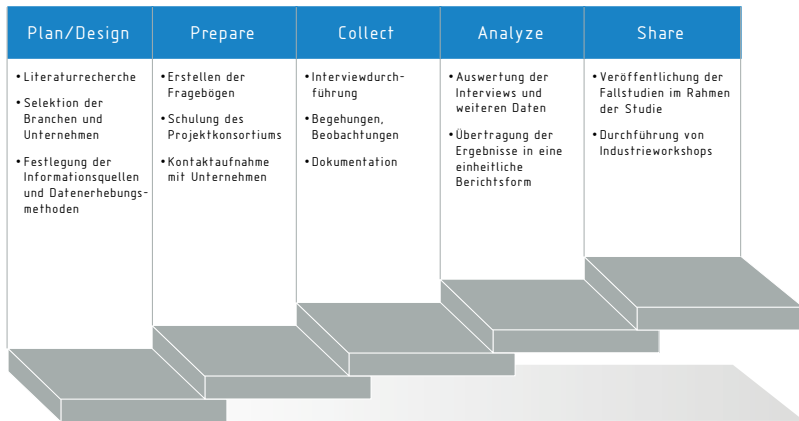 Plan/Design
• Literaturrecherche
• Selektion der
Branchen und
Unternehmen
• Festlegung der
Informationsquellen
und Datenerhebungs-
methoden
Prepare
• Erstellen der
Fragebögen
• Schulung des
Projektkonsortiums
• Kontaktaufnahme
mit Unternehmen
Collect
• Interviewdurch-
führung
• Begehungen,
Beobachtungen
• Dokumentation
Analyze
• Auswertung der
Interviews und
weiteren Daten
• Übertragung der
Ergebnisse in eine
einheitliche
Berichtsform
Share
• Veröffentlichung der
Fallstudien im Rahmen
der Studie
• Durchführung von
Industrieworkshops